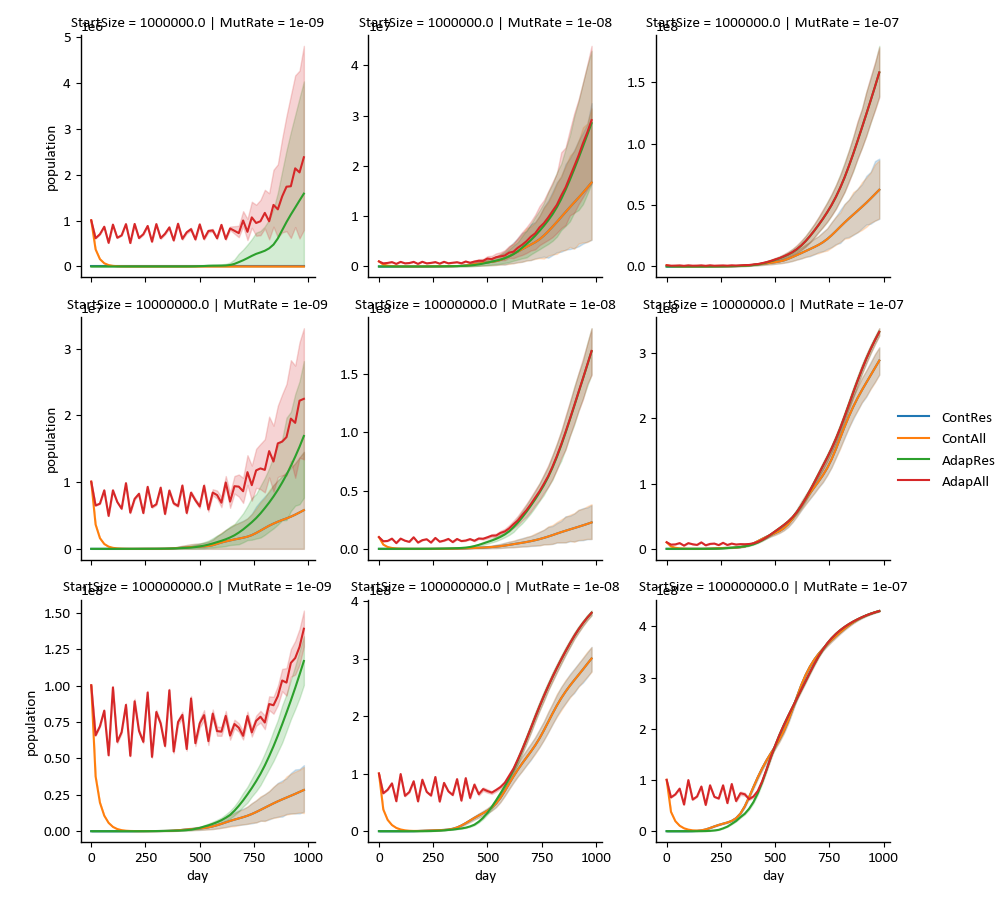 StartSize = 1000000.0 | MutRate = 1e-09
StartSize = 1000000.0 | MutRate = 1e-08
StartSize = 1000000.0 | MutRate = 1e-07
1e6
1e7
1e8
5
4
3
2
1
0
population
4
3
2
1
0
1.5
1.0
0.5
0.0
StartSize = 10000000.0 | MutRate = 1e-09
StartSize = 10000000.0 | MutRate = 1e-08
StartSize = 10000000.0 | MutRate = 1e-07
1e7
1e8
1e8
3
2
1
0
population
1.5
1.0
0.5
0.0
3
2
1
0
ContRes
ContAll
AdapRes
AdapAll
StartSize = 100000000.0 | MutRate = 1e-09
StartSize = 100000000.0 | MutRate = 1e-08
StartSize = 100000000.0 | MutRate = 1e-07
1e8
1e8
1e8
1.50
1.25
1.00
0.75
0.50
0.25
0.00
population
4
3
2
1
0
4
3
2
1
0
0 250 500 750 1000
0 250 500 750 1000
0 250 500 750 1000
day
day
day